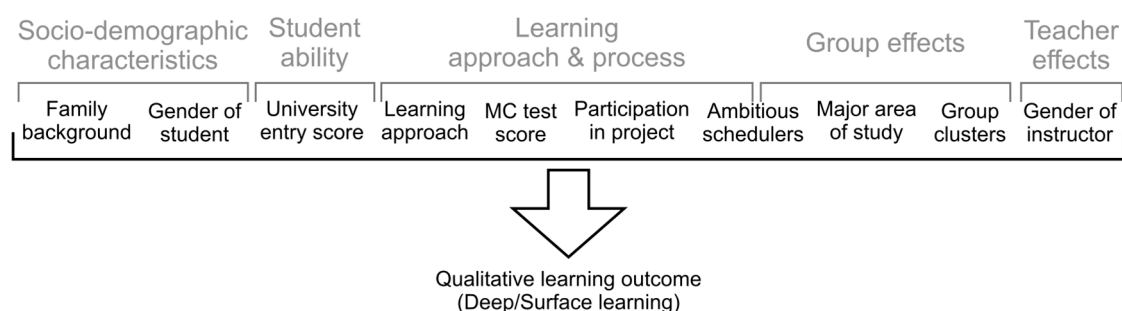 Socio-demographic
characteristics
Student
ability
Learning
approach & process
Group effects
Teacher
effects
Family
background
Gender of
student
University
entry score
Learning
approach
MC test
score
Participation
in project
Ambitious
schedulers
Major area
of study
Group
clusters
Gender of
instructor
Qualitative learning outcome
(Deep/Surface learning)